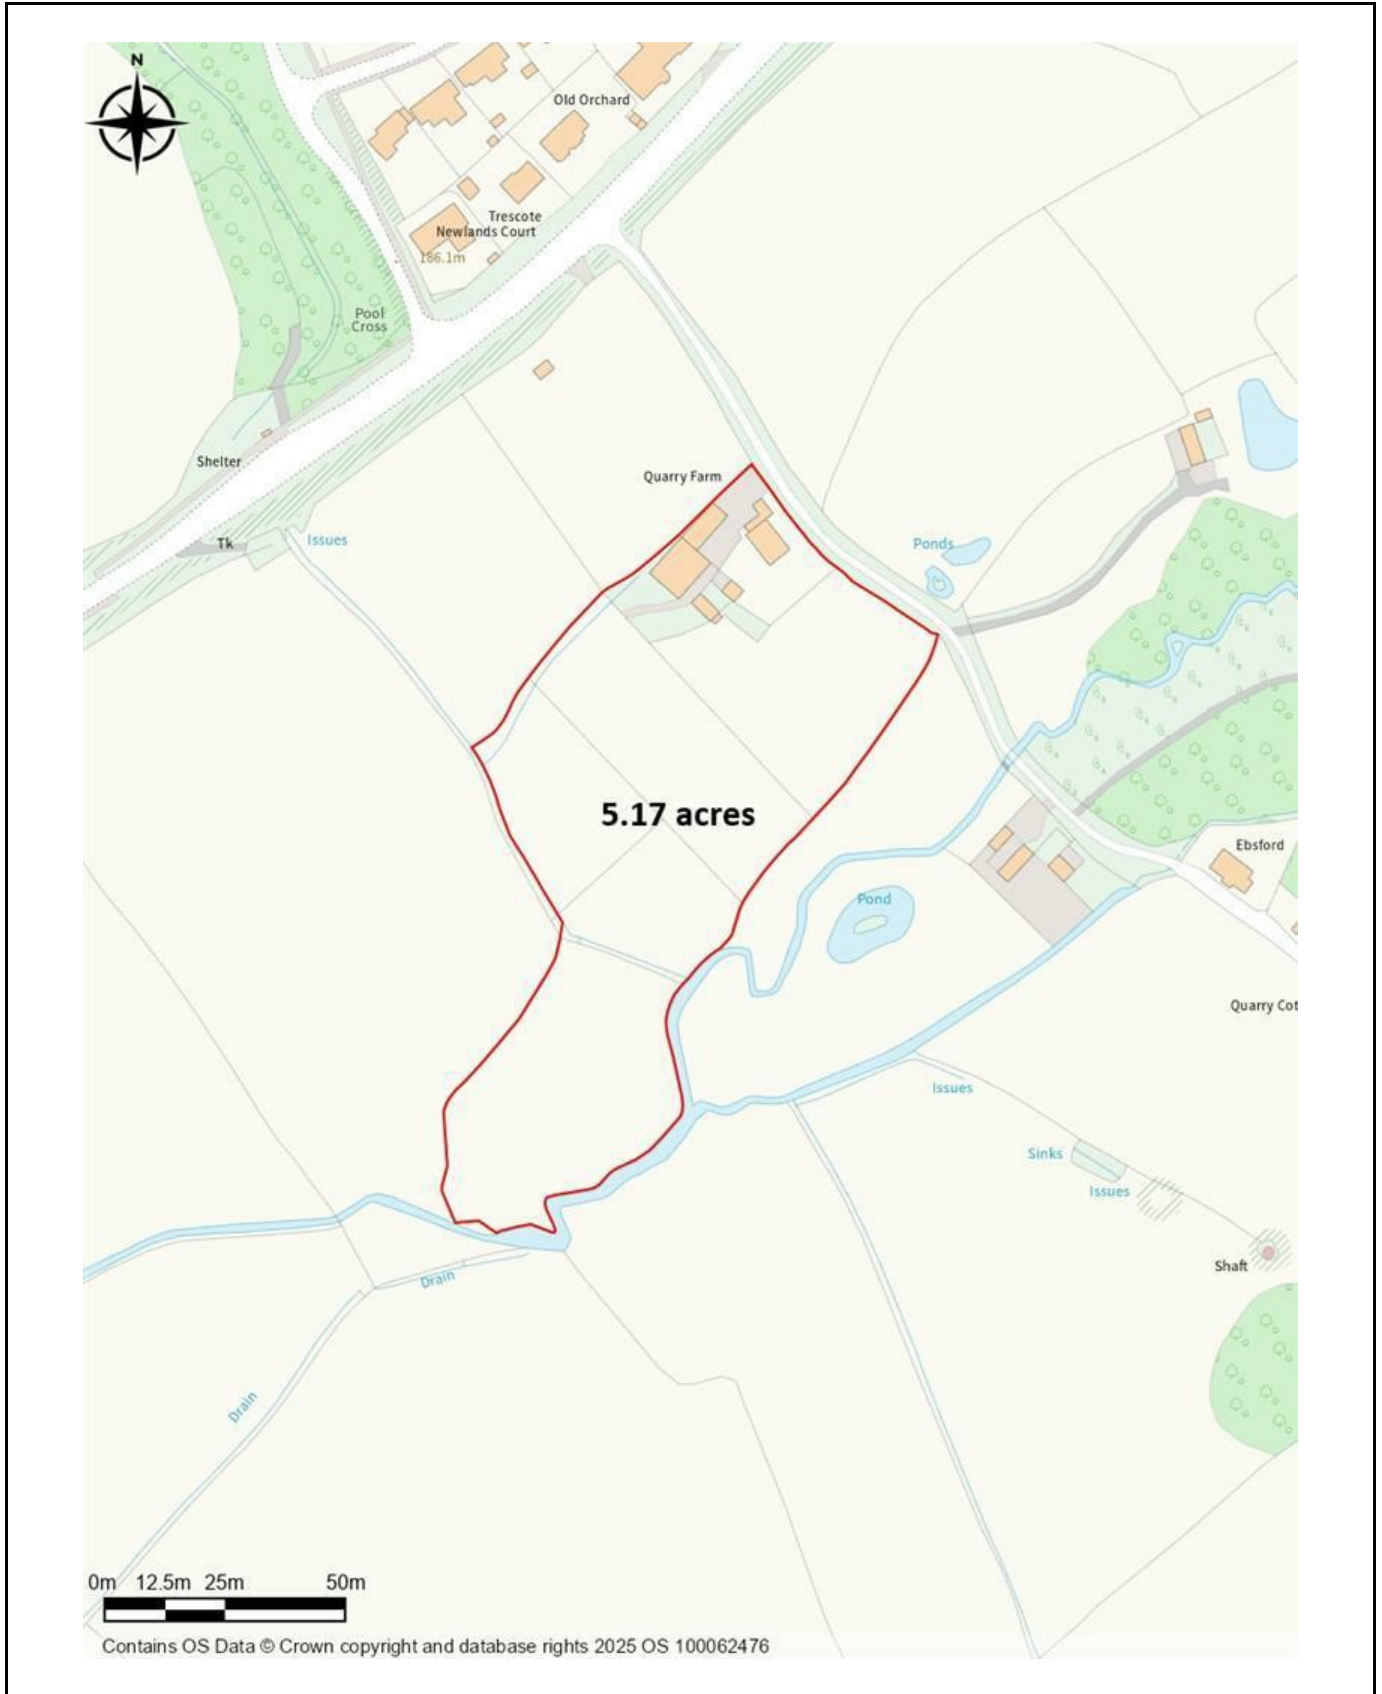 N
Old Orchard
Trescote
Newlands Court
186.1m
Pool
Cross
Shelter
Quarry Farm
Tk
Issues
Ponds
5.17 acres
Ebsford
Pond
Quarry Cot
Issues
Sinks
Issues
Shaft
Drain
Drain
0m 12.5m 25m 50m
Contains OS Data © Crown copyright and database rights 2025 OS 100062476